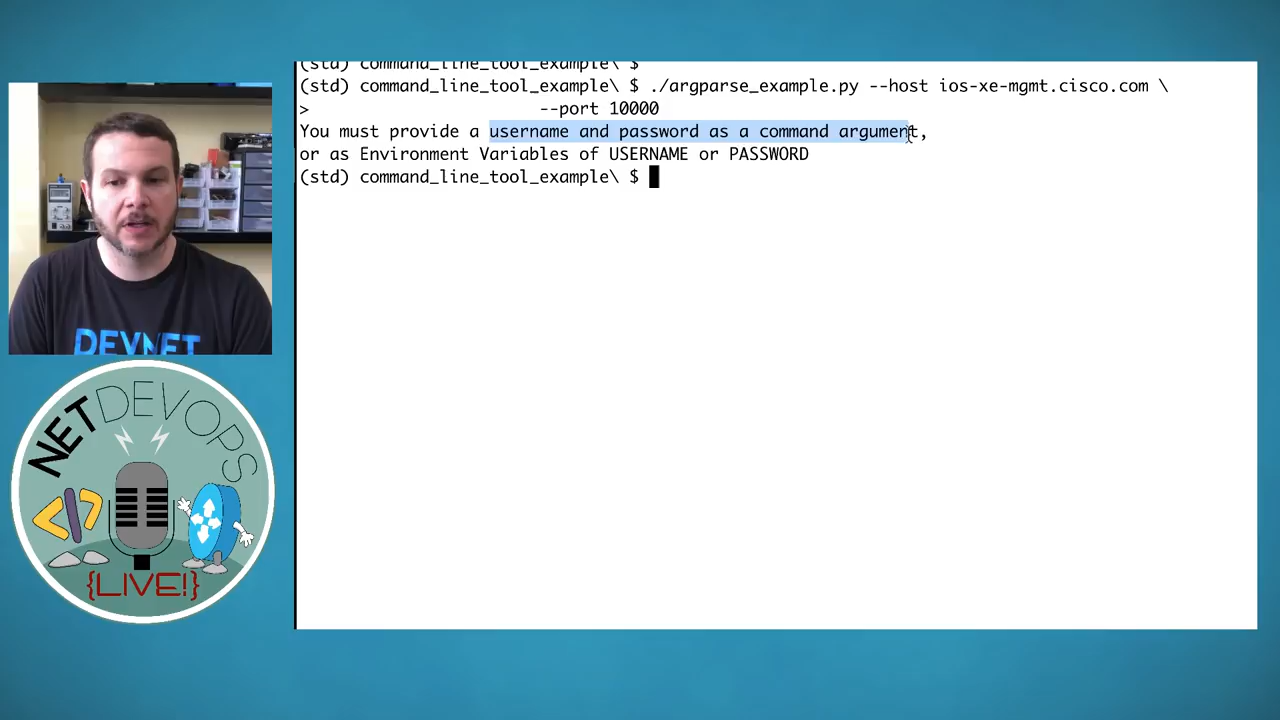 (std) command_line_tool_example\ $
(std) command_line_tool_example\ $ ./argparse_example.py --host ios-xe-mgmt.cisco.com \
> --port 10000
You must provide a username and password as a command argument,
or as Environment Variables of USERNAME or PASSWORD
(std) command_line_tool_example\ $
DEVNET
NETDEVOPS
</>
{LIVE!}